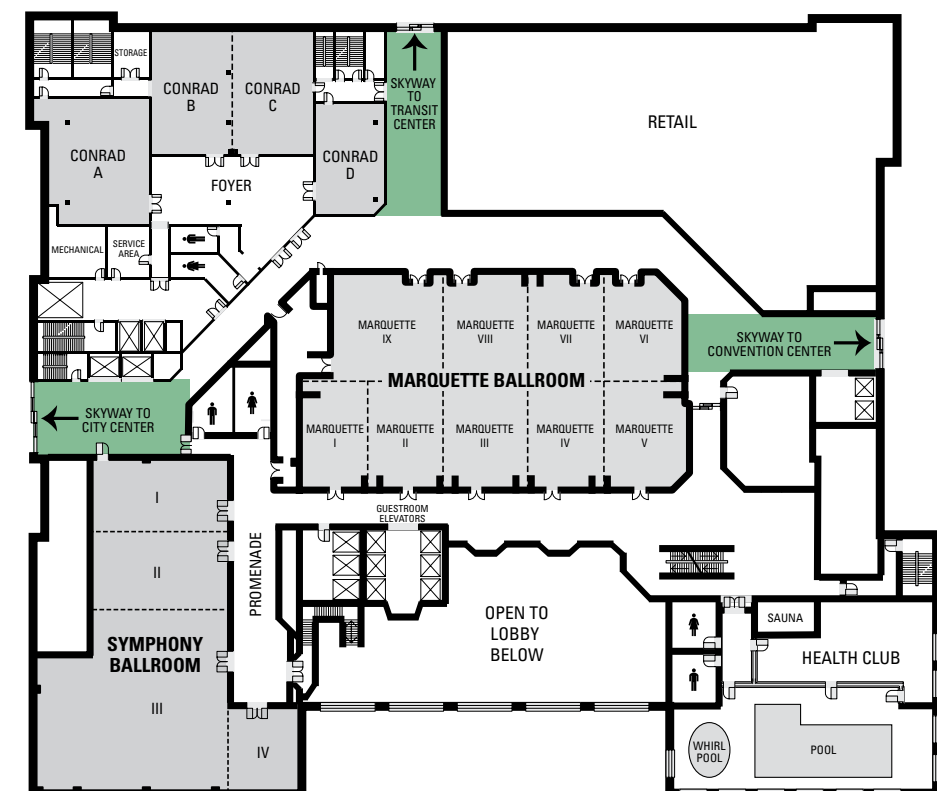 STORAGE
CONRAD
B
CONRAD
C
SKYWAY
TO
TRANSIT
CENTER
RETAIL
CONRAD
A
CONRAD
D
FOYER
MECHANICAL
SERVICE
AREA
MARQUETTE
IX
MARQUETTE
VIII
MARQUETTE
VII
MARQUETTE
VI
SKYWAY TO
CONVENTION CENTER
MARQUETTE BALLROOM
SKYWAY TO
CITY CENTER
MARQUETTE
I
MARQUETTE
II
MARQUETTE
III
MARQUETTE
IV
MARQUETTE
V
GUESTROOM
ELEVATORS
I
II
PROMENADE
SYMPHONY
BALLROOM
III
IV
OPEN TO
LOBBY
BELOW
SAUNA
HEALTH CLUB
WHIRL
POOL
POOL